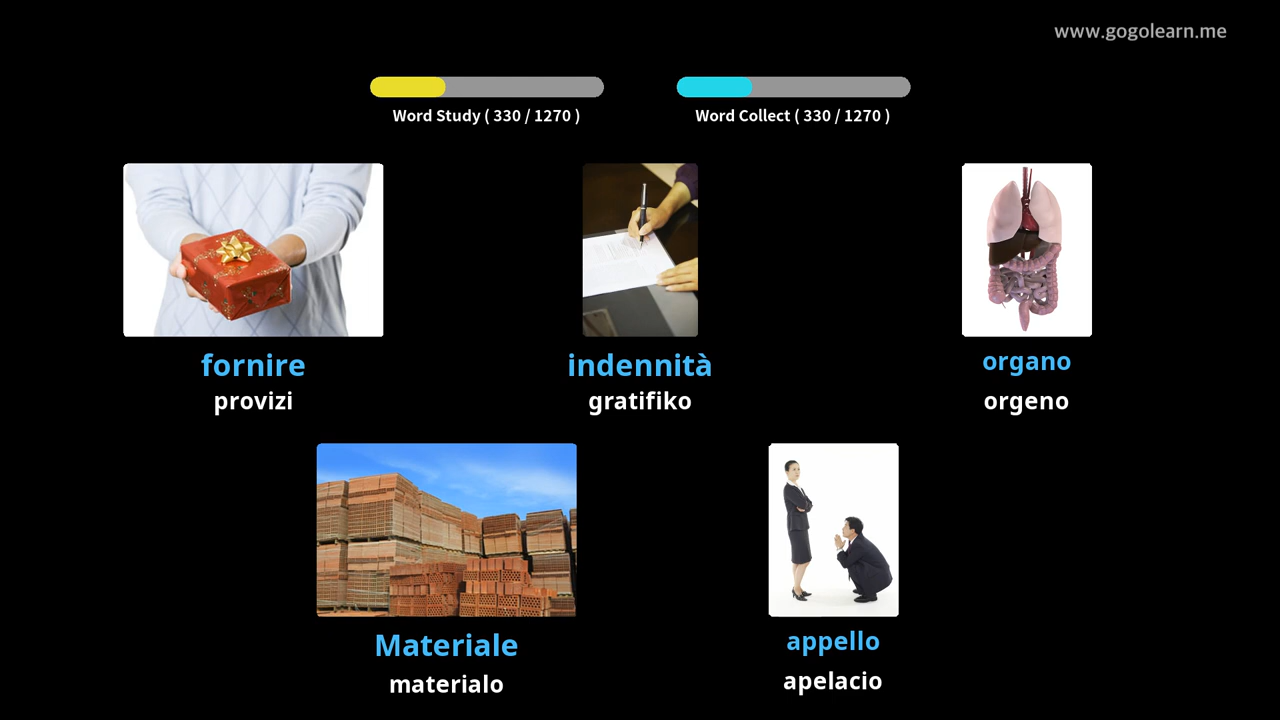 www.gogolearn.me
Word Study ( 330 / 1270 )
Word Collect ( 330 / 1270 )
fornire
provizi
indennità
gratifiko
organo
orgeno
Materiale
materialo
appello
apelacio